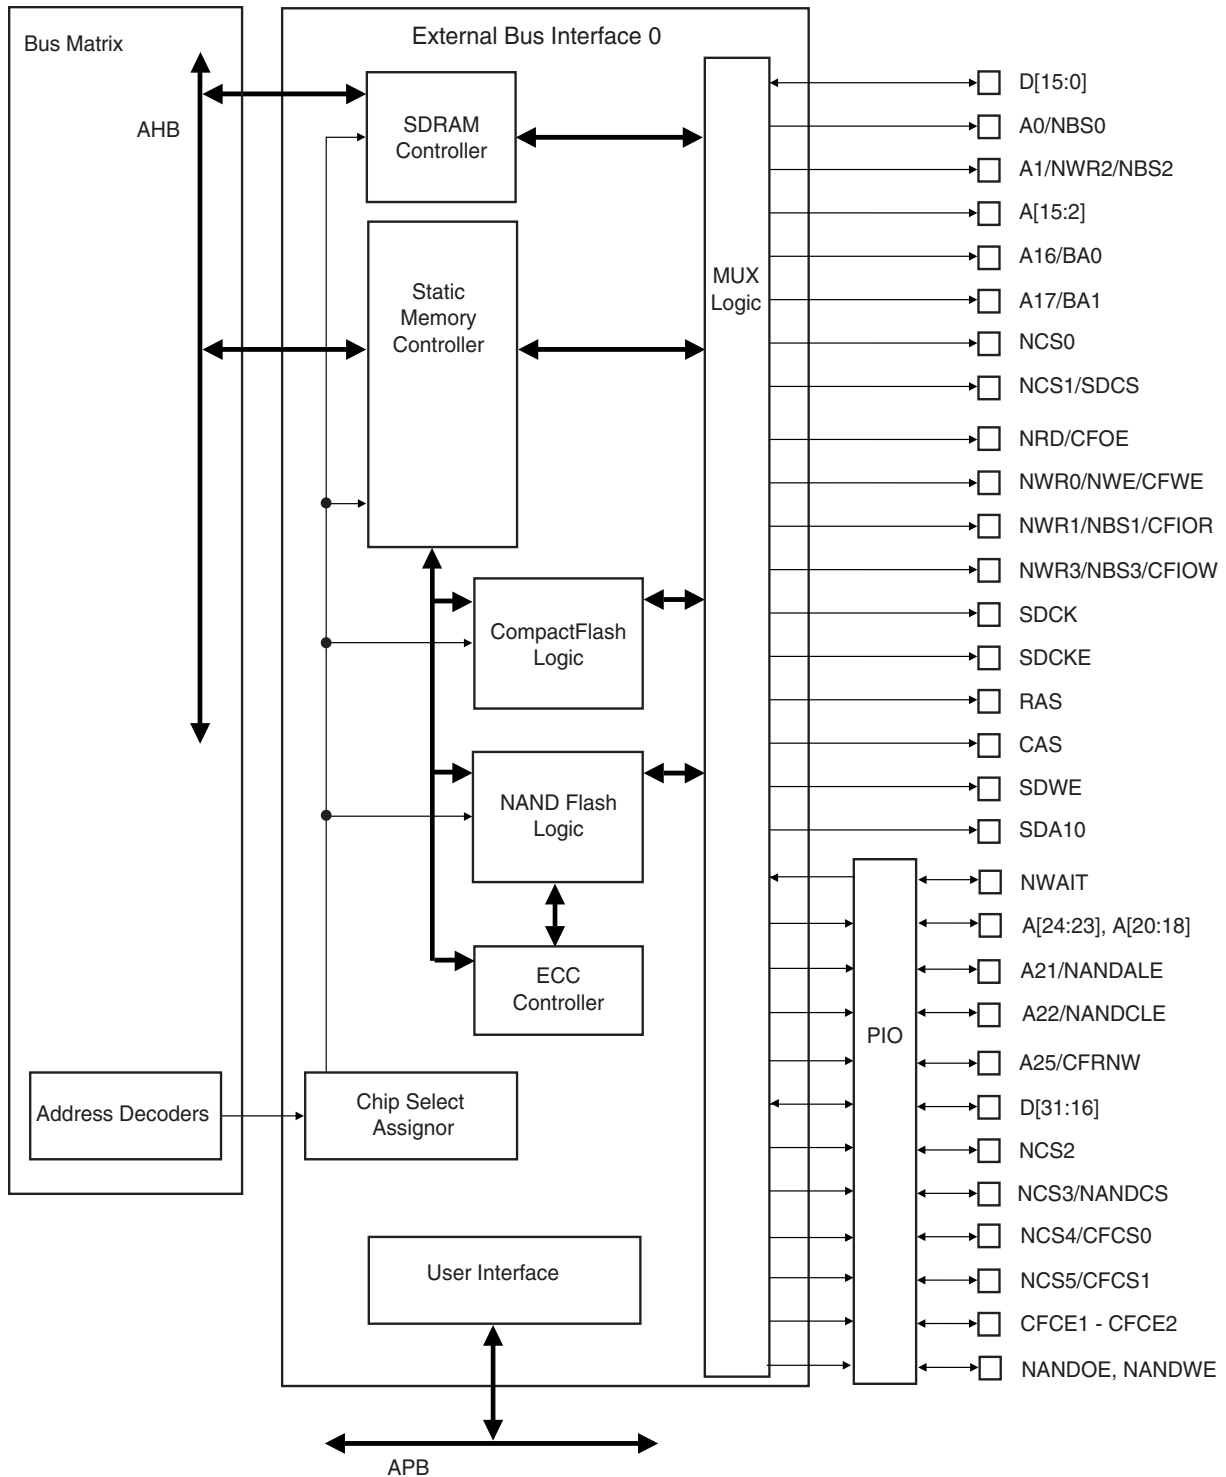 Bus Matrix
External Bus Interface 0
AHB
SDRAM
Controller
Static
Memory
Controller
MUX
Logic
CompactFlash
Logic
NAND Flash
Logic
ECC
Controller
Address Decoders
Chip Select
Assignor
User Interface
APB
PIO
D[15:0]
A0/NBS0
A1/NWR2/NBS2
A[15:2]
A16/BA0
A17/BA1
NCS0
NCS1/SDCS
NRD/CFOE
NWR0/NWE/CFWE
NWR1/NBS1/CFIOR
NWR3/NBS3/CFIOW
SDCK
SDCKE
RAS
CAS
SDWE
SDA10
NWAIT
A[24:23], A[20:18]
A21/NANDALE
A22/NANDCLE
A25/CFRNW
D[31:16]
NCS2
NCS3/NANDCS
NCS4/CFCS0
NCS5/CFCS1
CFCE1 - CFCE2
NANDOE, NANDWE